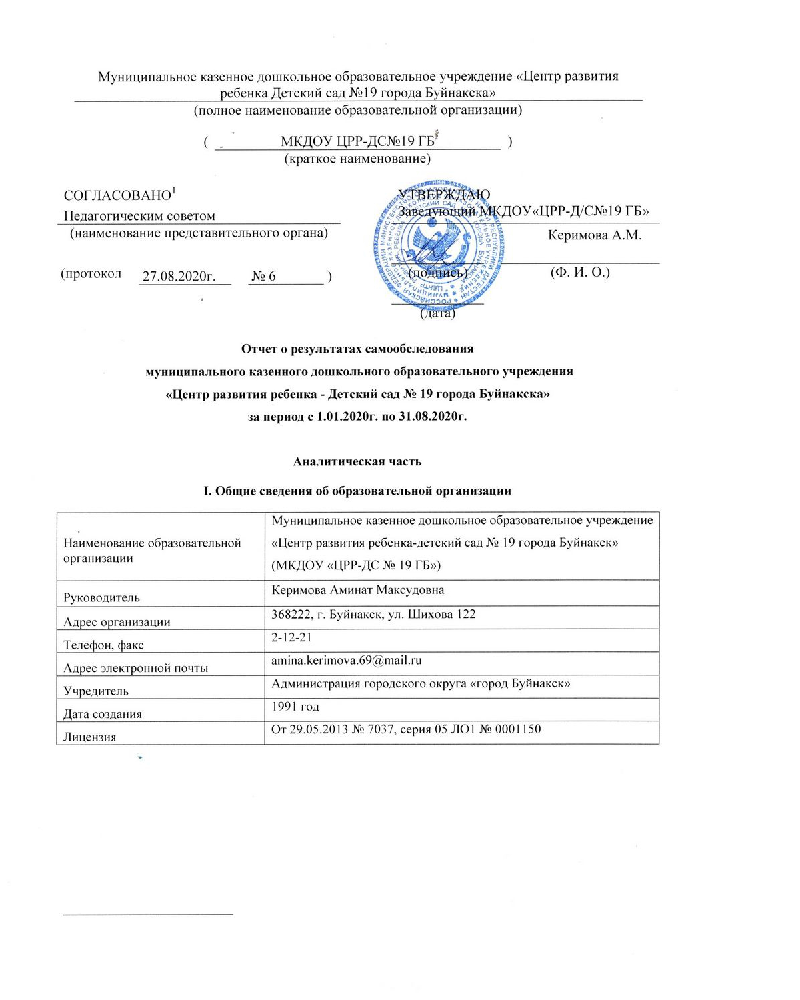 Муниципальное казенное дошкольное образовательное учреждение «Центр развития
ребенка Детский сад №19 города Буйнакска»
(полное наименование образовательной организации)
( МКДОУ ЦРР-ДС№19 ГБ )
(краткое наименование)
СОГЛАСОВАНО1
Педагогическим советом
(наименование представительного органа)
(протокол 27.08.2020г. № 6 )
УТВЕРЖДАЮ
Заведующий МКДОУ«ЦРР-Д/С№19 ГБ»
Керимова А.М.
(подпись) (Ф. И. О.)
(дата)
Отчет о результатах самообследования
муниципального казенного дошкольного образовательного учреждения
«Центр развития ребенка - Детский сад № 19 города Буйнакска»
за период с 1.01.2020г. по 31.08.2020г.
Аналитическая часть
I. Общие сведения об образовательной организации
Наименование образовательной
организации
Муниципальное казенное дошкольное образовательное учреждение
«Центр развития ребенка-детский сад № 19 города Буйнакск»
(МКДОУ «ЦРР-ДС № 19 ГБ»)
Руководитель
Керимова Аминат Максудовна
Адрес организации
368222, г. Буйнакск, ул. Шихова 122
Телефон, факс
2-12-21
Адрес электронной почты
amina.kerimova.69@mail.ru
Учредитель
Администрация городского округа «город Буйнакск»
Дата создания
1991 год
Лицензия
От 29.05.2013 № 7037, серия 05 ЛО1 № 0001150